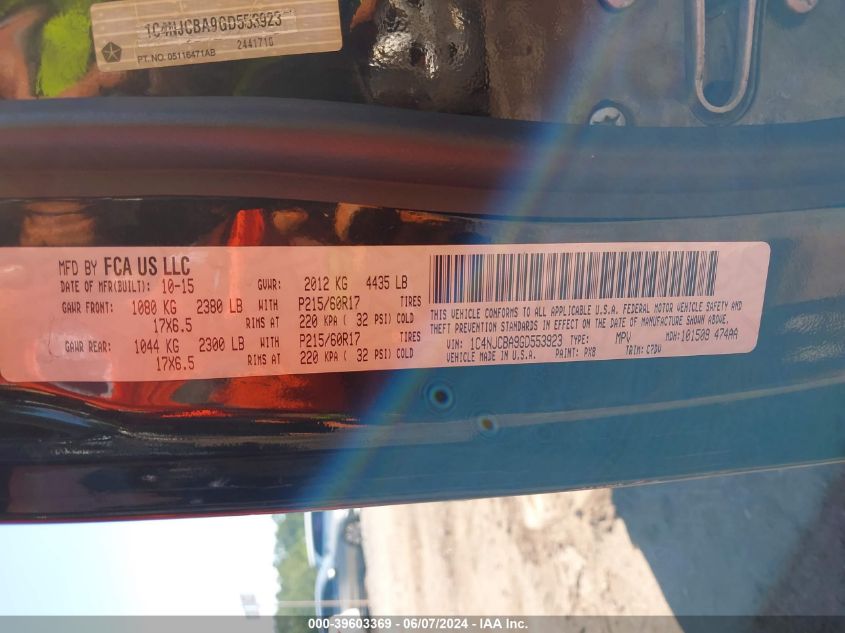 1C4NJCBA9GD553923
PT. NO. 05116471AB 2441710
MFD BY FCA US LLC
DATE OF MFR(BUILT): 10-15 GVWR: 2012 KG 4435 LB
GAWR FRONT: 1080 KG 2380 LB WITH P215/60R17 TIRES
17X6.5 RIMS AT 220 KPA ( 32 PSI) COLD
GAWR REAR: 1044 KG 2300 LB WITH P215/60R17 TIRES
17X6.5 RIMS AT 220 KPA ( 32 PSI) COLD
THIS VEHICLE CONFORMS TO ALL APPLICABLE U.S.A. FEDERAL MOTOR VEHICLE SAFETY AND
THEFT PREVENTION STANDARDS IN EFFECT ON THE DATE OF MANUFACTURE SHOWN ABOVE.
VIN: 1C4NJCBA9GD553923 TYPE: MPV MDH: 101509 474AA
VEHICLE MADE IN U.S.A. PAINT: PX8 TRIM: C7DV
000-39603369 - 06/07/2024 - IAA Inc.